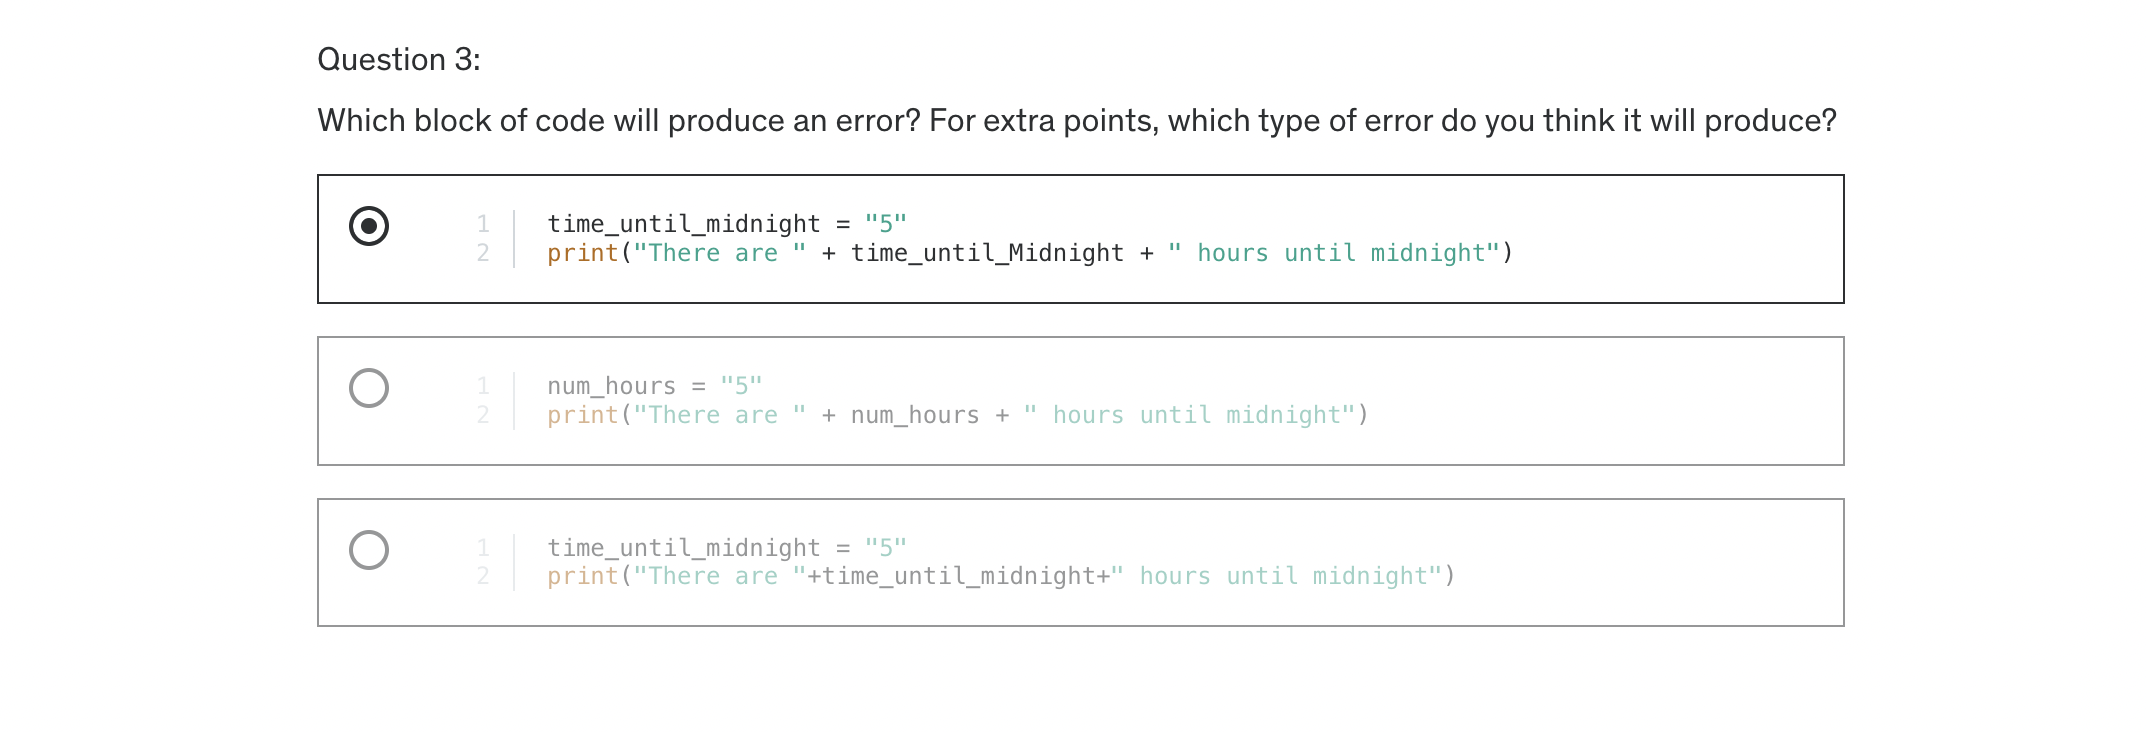 Question 3:
Which block of code will produce an error? For extra points, which type of error do you think it will produce?
1 time_until_midnight = "5"
2 print("There are " + time_until_Midnight + " hours until midnight")
1 num_hours = "5"
2 print("There are " + num_hours + " hours until midnight")
1 time_until_midnight = "5"
2 print("There are "+time_until_midnight+" hours until midnight")